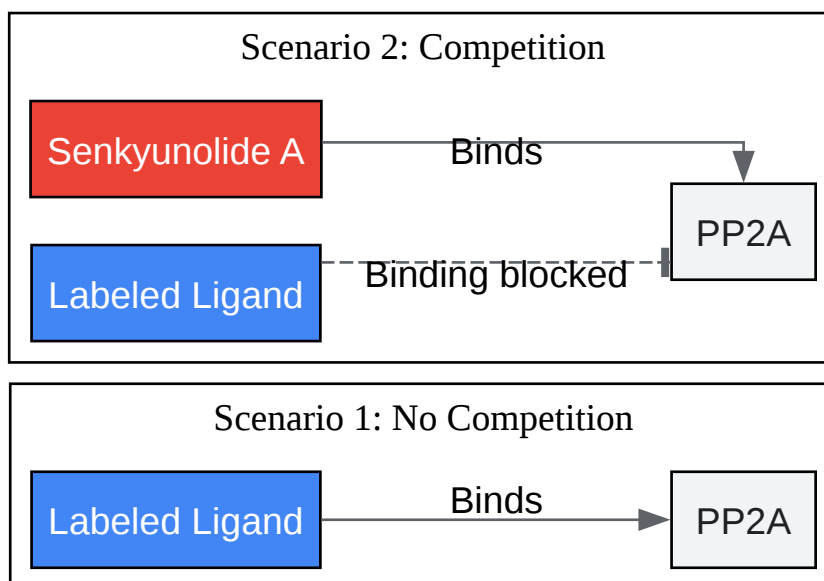 Scenario 2: Competition
Senkyunolide A
Binds
PP2A
Labeled Ligand
Binding blocked
Scenario 1: No Competition
Labeled Ligand
Binds
PP2A